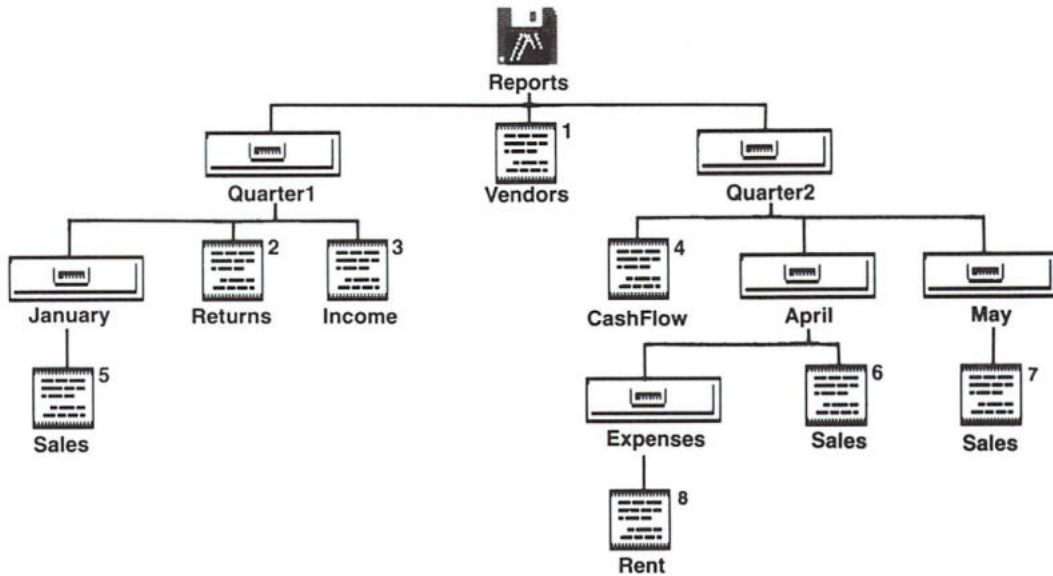 Reports
1
Vendors
Quarter1
Quarter2
2
3
4
January
Returns
Income
CashFlow
April
May
5
6
7
Sales
Expenses
Sales
Sales
8
Rent